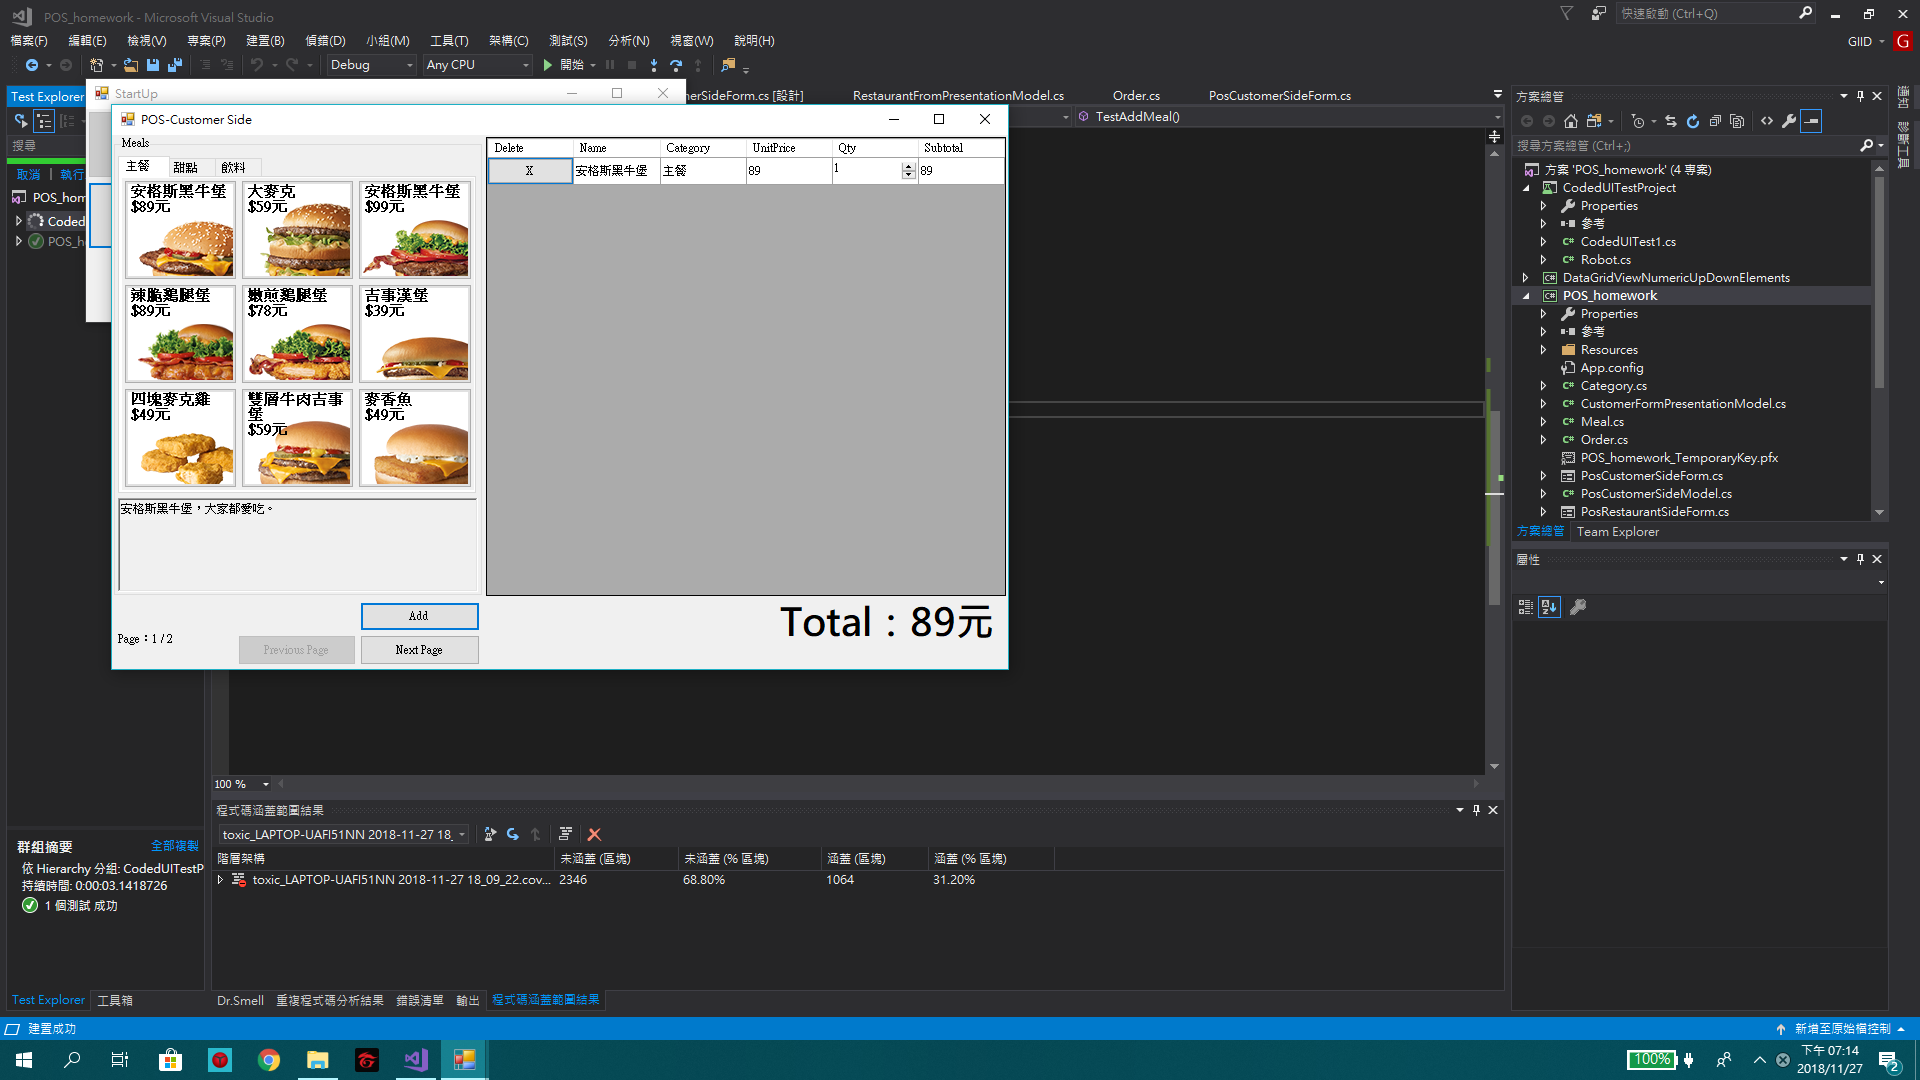 POS_homework - Microsoft Visual Studio
快速啟動 (Ctrl+Q)
檔案(F) 編輯(E) 檢視(V) 專案(P) 建置(B) 偵錯(D) 小組(M) 工具(T) 架構(C) 測試(S) 分析(N) 視窗(W) 說明(H)
GIID G
Debug Any CPU 開始
Test Explorer
StartUp
erSideForm.cs [設計] RestaurantFromPresentationModel.cs Order.cs PosCustomerSideForm.cs
TestAddMeal()
搜尋
取消 執行
POS_hom
Coded
POS_h
POS-Customer Side
Meals
主餐 甜點 飲料
安格斯黑牛堡
$89元
大麥克
$59元
安格斯黑牛堡
$99元
辣脆雞腿堡
$89元
嫩煎雞腿堡
$78元
吉事漢堡
$39元
四塊麥克雞
$49元
雙層牛肉吉事
堡
$59元
麥香魚
$49元
安格斯黑牛堡，大家都愛吃。
Add
Page：1 / 2
Previous Page Next Page
Delete Name Category UnitPrice Qty Subtotal
X 安格斯黑牛堡 主餐 89 1 89
Total：89元
方案總管
搜尋方案總管 (Ctrl+;)
方案 'POS_homework' (4 專案)
CodedUITestProject
Properties
參考
CodedUITest1.cs
Robot.cs
DataGridViewNumericUpDownElements
POS_homework
Properties
參考
Resources
App.config
Category.cs
CustomerFormPresentationModel.cs
Meal.cs
Order.cs
POS_homework_TemporaryKey.pfx
PosCustomerSideForm.cs
PosCustomerSideModel.cs
PosRestaurantSideForm.cs
方案總管 Team Explorer
屬性
通知
診斷工具
100 %
程式碼涵蓋範圍結果
toxic_LAPTOP-UAFI51NN 2018-11-27 18_
階層架構 未涵蓋 (區塊) 未涵蓋 (% 區塊) 涵蓋 (區塊) 涵蓋 (% 區塊)
toxic_LAPTOP-UAFI51NN 2018-11-27 18_09_22.cov... 2346 68.80% 1064 31.20%
群組摘要 全部複製
依 Hierarchy 分組: CodedUITestP
持續時間: 0:00:03.1418726
1 個測試 成功
Test Explorer 工具箱
Dr.Smell 重複程式碼分析結果 錯誤清單 輸出 程式碼涵蓋範圍結果
建置成功
新增至原始檔控制
100%
下午 07:14
2018/11/27
2